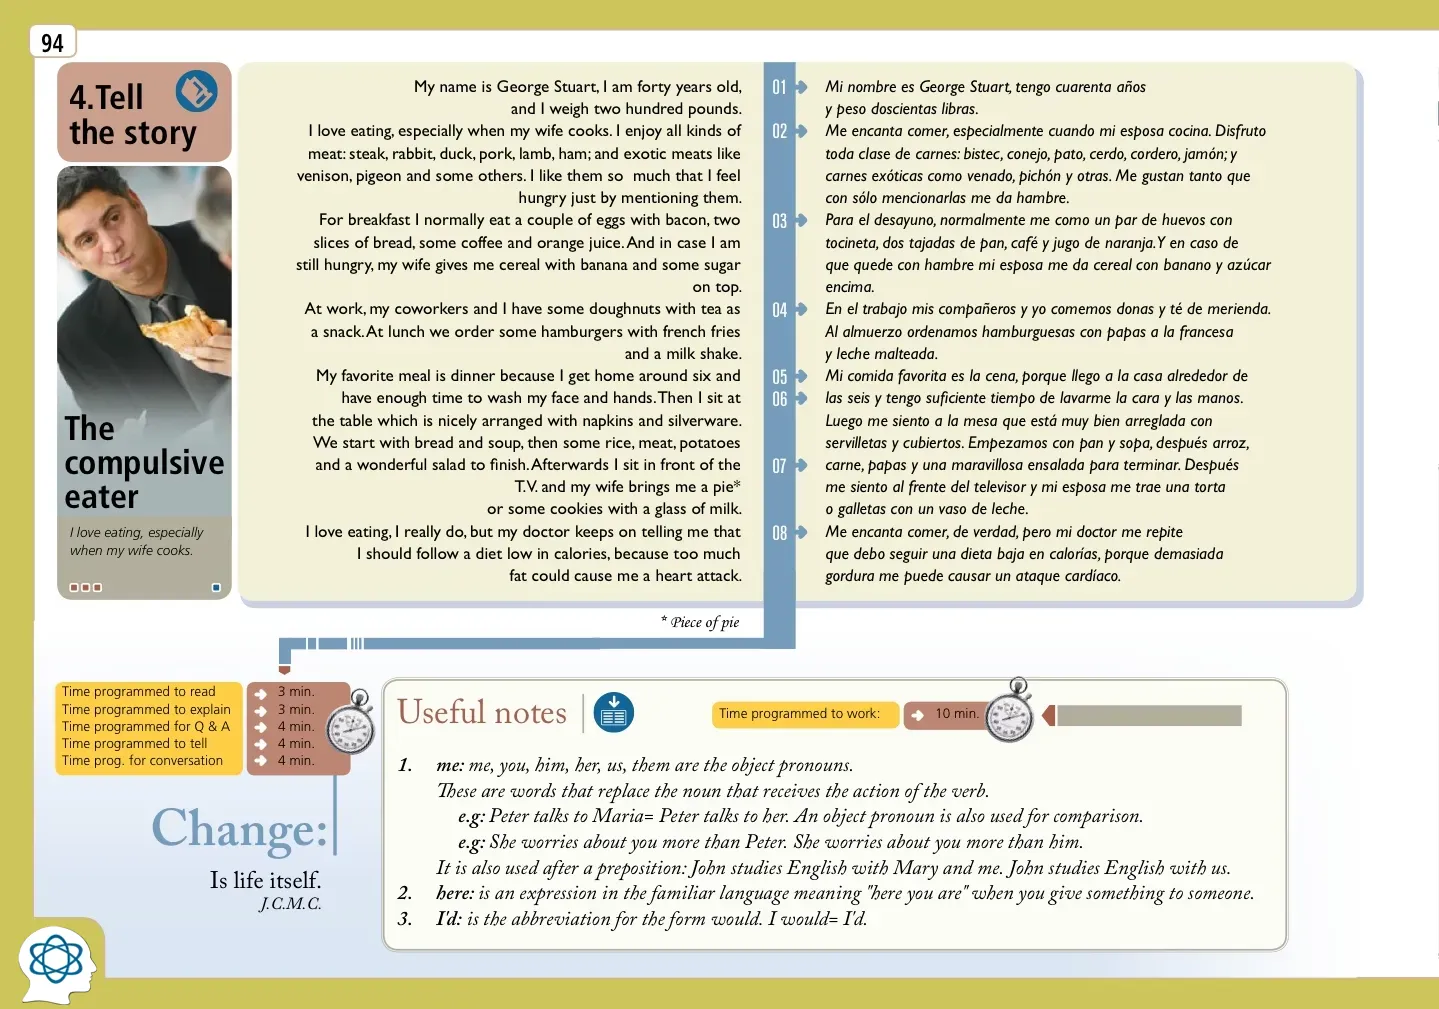 94
4.Tell
the story
The
compulsive
eater
I love eating, especially
when my wife cooks.
My name is George Stuart, I am forty years old,
and I weigh two hundred pounds.
I love eating, especially when my wife cooks. I enjoy all kinds of
meat: steak, rabbit, duck, pork, lamb, ham; and exotic meats like
venison, pigeon and some others. I like them so much that I feel
hungry just by mentioning them.
For breakfast I normally eat a couple of eggs with bacon, two
slices of bread, some coffee and orange juice. And in case I am
still hungry, my wife gives me cereal with banana and some sugar
on top.
At work, my coworkers and I have some doughnuts with tea as
a snack. At lunch we order some hamburgers with french fries
and a milk shake.
My favorite meal is dinner because I get home around six and
have enough time to wash my face and hands. Then I sit at
the table which is nicely arranged with napkins and silverware.
We start with bread and soup, then some rice, meat, potatoes
and a wonderful salad to finish. Afterwards I sit in front of the
T.V. and my wife brings me a pie*
or some cookies with a glass of milk.
I love eating, I really do, but my doctor keeps on telling me that
I should follow a diet low in calories, because too much
fat could cause me a heart attack.
* Piece of pie
01
02
03
04
05
06
07
08
Mi nombre es George Stuart, tengo cuarenta años
y peso doscientas libras.
Me encanta comer, especialmente cuando mi esposa cocina. Disfruto
toda clase de carnes: bistec, conejo, pato, cerdo, cordero, jamón; y
carnes exóticas como venado, pichón y otras. Me gustan tanto que
con sólo mencionarlas me da hambre.
Para el desayuno, normalmente me como un par de huevos con
tocineta, dos tajadas de pan, café y jugo de naranja. Y en caso de
que quede con hambre mi esposa me da cereal con banano y azúcar
encima.
En el trabajo mis compañeros y yo comemos donas y té de merienda.
Al almuerzo ordenamos hamburguesas con papas a la francesa
y leche malteada.
Mi comida favorita es la cena, porque llego a la casa alrededor de
las seis y tengo suficiente tiempo de lavarme la cara y las manos.
Luego me siento a la mesa que está muy bien arreglada con
servilletas y cubiertos. Empezamos con pan y sopa, después arroz,
carne, papas y una maravillosa ensalada para terminar. Después
me siento al frente del televisor y mi esposa me trae una torta
o galletas con un vaso de leche.
Me encanta comer, de verdad, pero mi doctor me repite
que debo seguir una dieta baja en calorías, porque demasiada
gordura me puede causar un ataque cardíaco.
Time programmed to read 3 min.
Time programmed to explain 3 min.
Time programmed for Q & A 4 min.
Time programmed to tell 4 min.
Time prog. for conversation 4 min.
Change:
Is life itself.
J.C.M.C.
Useful notes
Time programmed to work: 10 min.
1. me: me, you, him, her, us, them are the object pronouns.
These are words that replace the noun that receives the action of the verb.
e.g: Peter talks to Maria= Peter talks to her. An object pronoun is also used for comparison.
e.g: She worries about you more than Peter. She worries about you more than him.
It is also used after a preposition: John studies English with Mary and me. John studies English with us.
2. here: is an expression in the familiar language meaning "here you are" when you give something to someone.
3. I'd: is the abbreviation for the form would. I would= I'd.